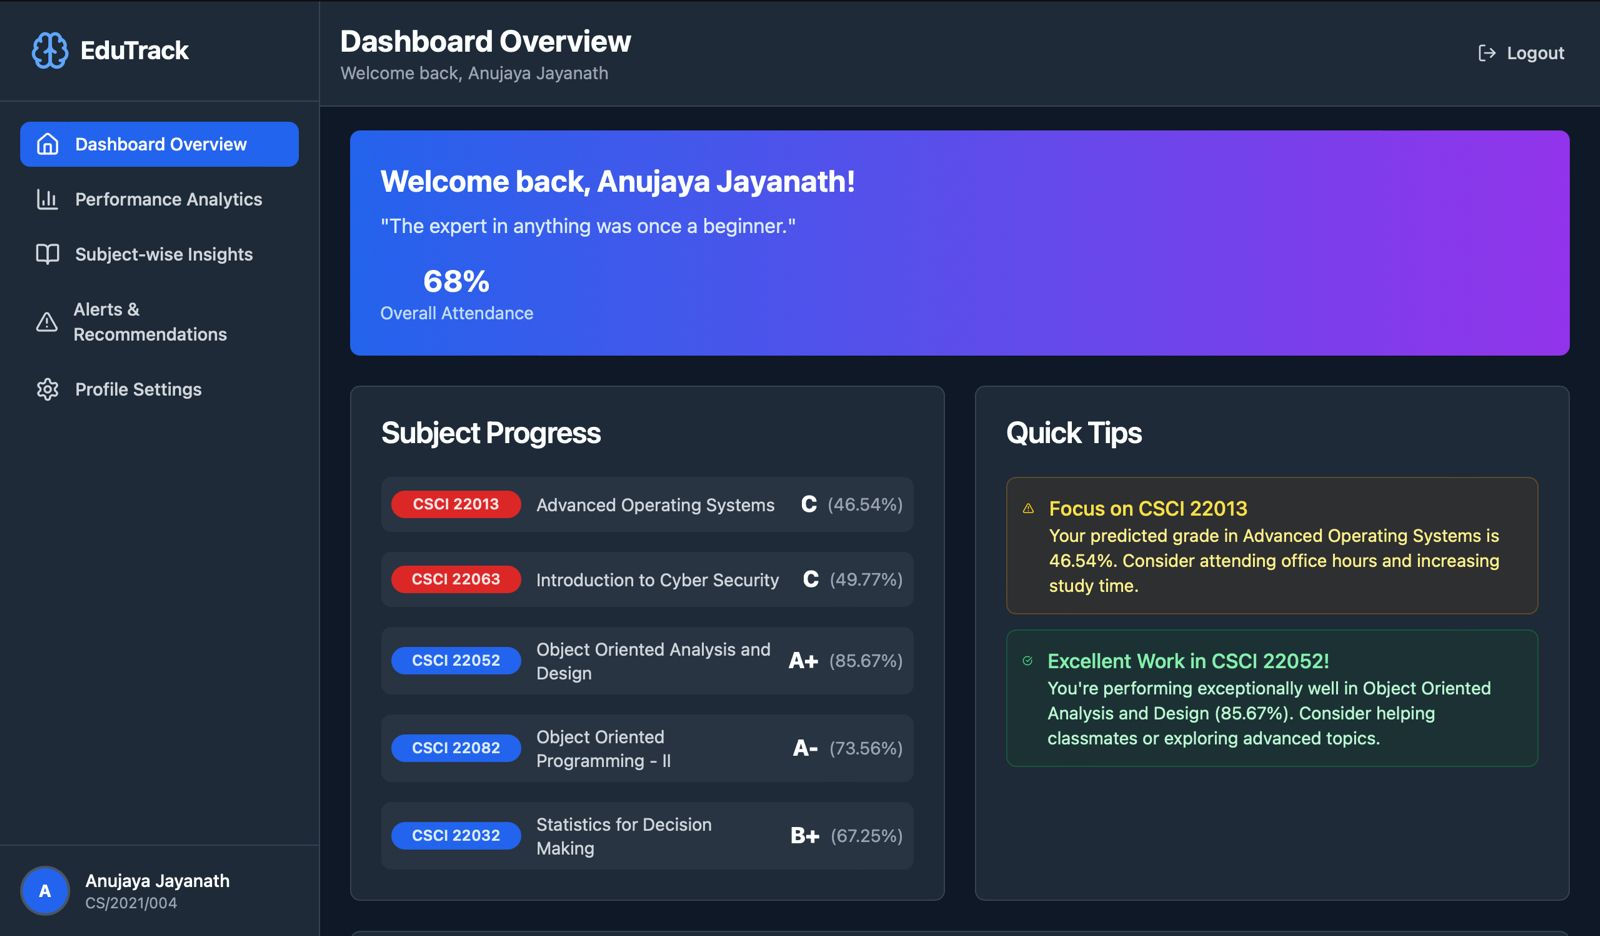 EduTrack
Dashboard Overview
Performance Analytics
Subject-wise Insights
Alerts &
Recommendations
Profile Settings
A
Anujaya Jayanath
CS/2021/004
Dashboard Overview
Welcome back, Anujaya Jayanath
Logout
Welcome back, Anujaya Jayanath!
"The expert in anything was once a beginner."
68%
Overall Attendance
Subject Progress
CSCI 22013 Advanced Operating Systems C (46.54%)
CSCI 22063 Introduction to Cyber Security C (49.77%)
CSCI 22052 Object Oriented Analysis and
Design A+ (85.67%)
CSCI 22082 Object Oriented
Programming - II A- (73.56%)
CSCI 22032 Statistics for Decision
Making B+ (67.25%)
Quick Tips
Focus on CSCI 22013
Your predicted grade in Advanced Operating Systems is
46.54%. Consider attending office hours and increasing
study time.
Excellent Work in CSCI 22052!
You're performing exceptionally well in Object Oriented
Analysis and Design (85.67%). Consider helping
classmates or exploring advanced topics.